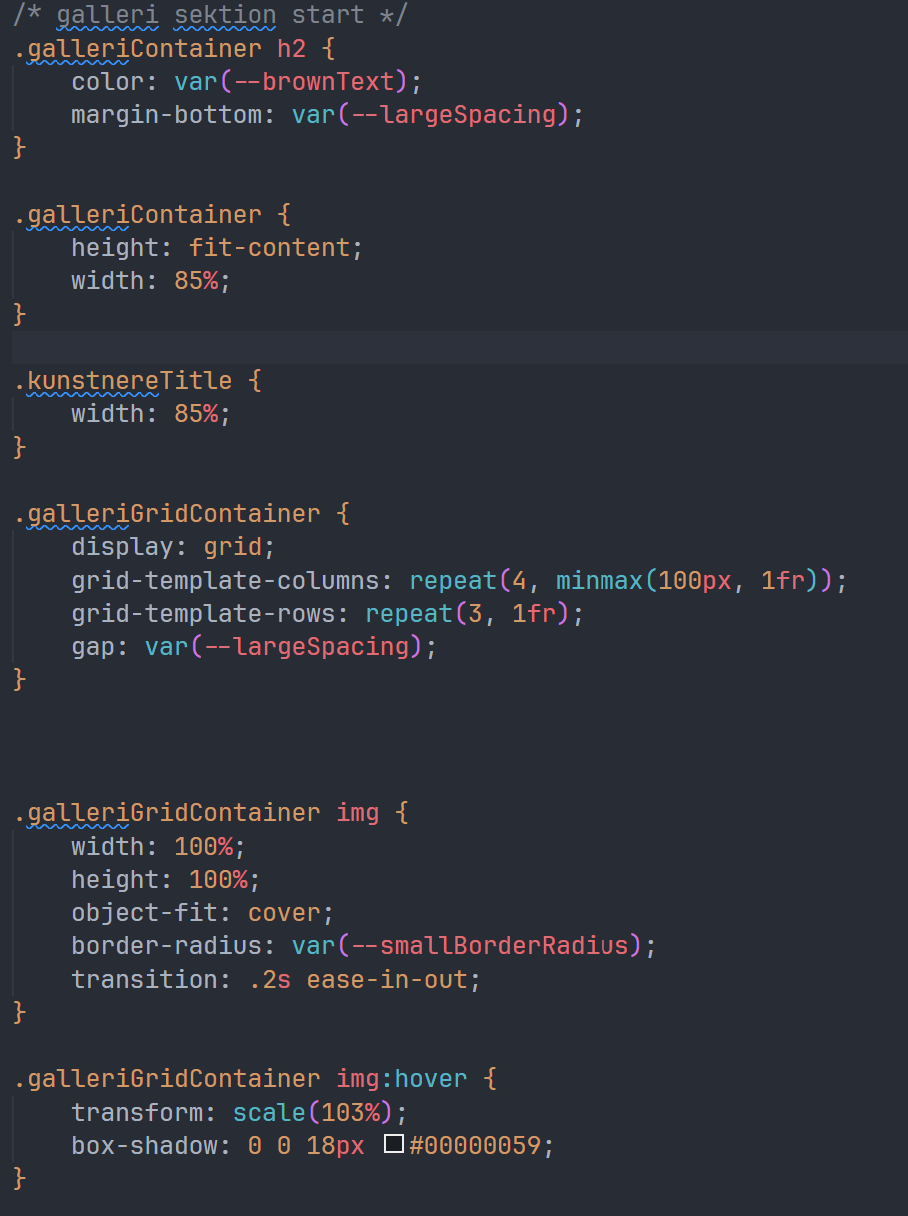 /* galleri sektion start */
.galleriContainer h2 {
    color: var(--brownText);
    margin-bottom: var(--largeSpacing);
}

.galleriContainer {
    height: fit-content;
    width: 85%;
}

.kunstnereTitle {
    width: 85%;
}

.galleriGridContainer {
    display: grid;
    grid-template-columns: repeat(4, minmax(100px, 1fr));
    grid-template-rows: repeat(3, 1fr);
    gap: var(--largeSpacing);
}

.galleriGridContainer img {
    width: 100%;
    height: 100%;
    object-fit: cover;
    border-radius: var(--smallBorderRadius);
    transition: .2s ease-in-out;
}

.galleriGridContainer img:hover {
    transform: scale(103%);
    box-shadow: 0 0 18px #00000059;
}